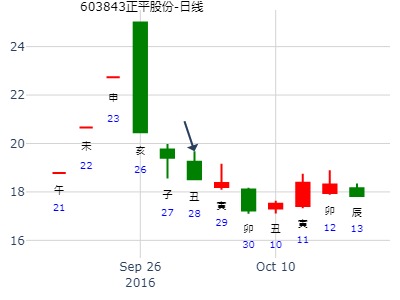 603843正平股份-日线
24
22
20
18
16
午
21
未
22
申
23
亥
26
子
27
丑
28
寅
29
卯
30
丑
10
寅
11
卯
12
辰
13
Sep 26
2016
Oct 10